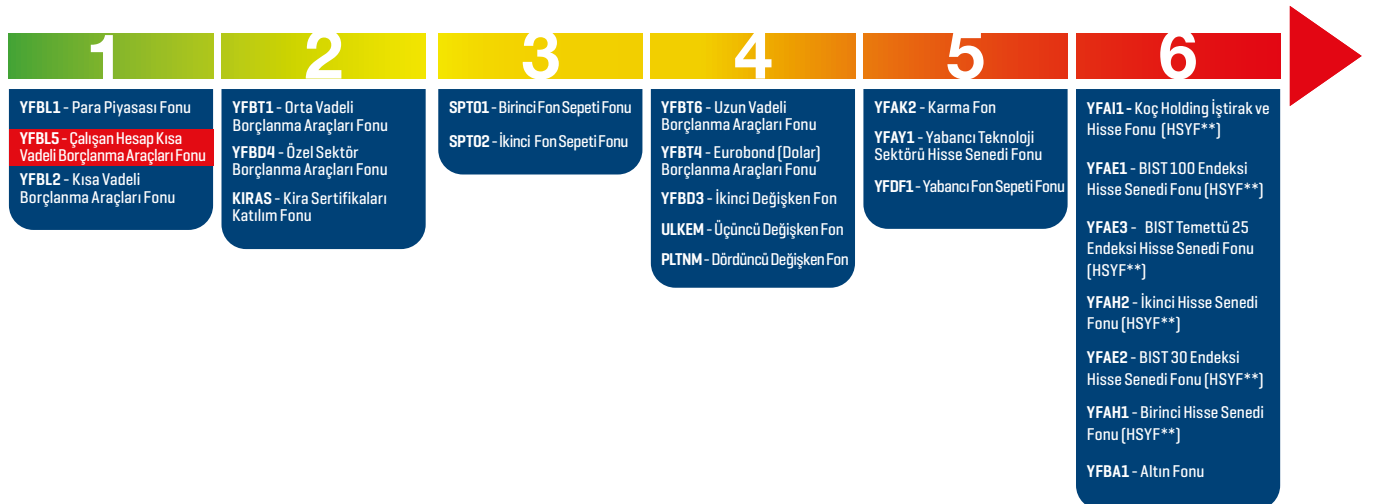 1
YFBL1 - Para Piyasası Fonu
YFBL5 - Çalışan Hesap Kısa
Vadeli Borçlanma Araçları Fonu
YFBL2 - Kısa Vadeli
Borçlanma Araçları Fonu
2
YFBT1 - Orta Vadeli
Borçlanma Araçları Fonu
YFBD4 - Özel Sektör
Borçlanma Araçları Fonu
KIRAS - Kira Sertifikaları
Katılım Fonu
3
SPT01 - Birinci Fon Sepeti Fonu
SPT02 - İkinci Fon Sepeti Fonu
4
YFBT6 - Uzun Vadeli
Borçlanma Araçları Fonu
YFBT4 - Eurobond (Dolar)
Borçlanma Araçları Fonu
YFBD3 - İkinci Değişken Fon
ULKEM - Üçüncü Değişken Fon
PLTNM - Dördüncü Değişken Fon
5
YFAK2 - Karma Fon
YFAY1 - Yabancı Teknoloji
Sektörü Hisse Senedi Fonu
YFDF1 - Yabancı Fon Sepeti Fonu
6
YFAI1 - Koç Holding İştirak ve
Hisse Fonu (HSYF**)
YFAE1 - BIST 100 Endeksi
Hisse Senedi Fonu (HSYF**)
YFAE3 - BIST Temettü 25
Endeksi Hisse Senedi Fonu
(HSYF**)
YFAH2 - İkinci Hisse Senedi
Fonu (HSYF**)
YFAE2 - BIST 30 Endeksi
Hisse Senedi Fonu (HSYF**)
YFAH1 - Birinci Hisse Senedi
Fonu (HSYF**)
YFBA1 - Altın Fonu